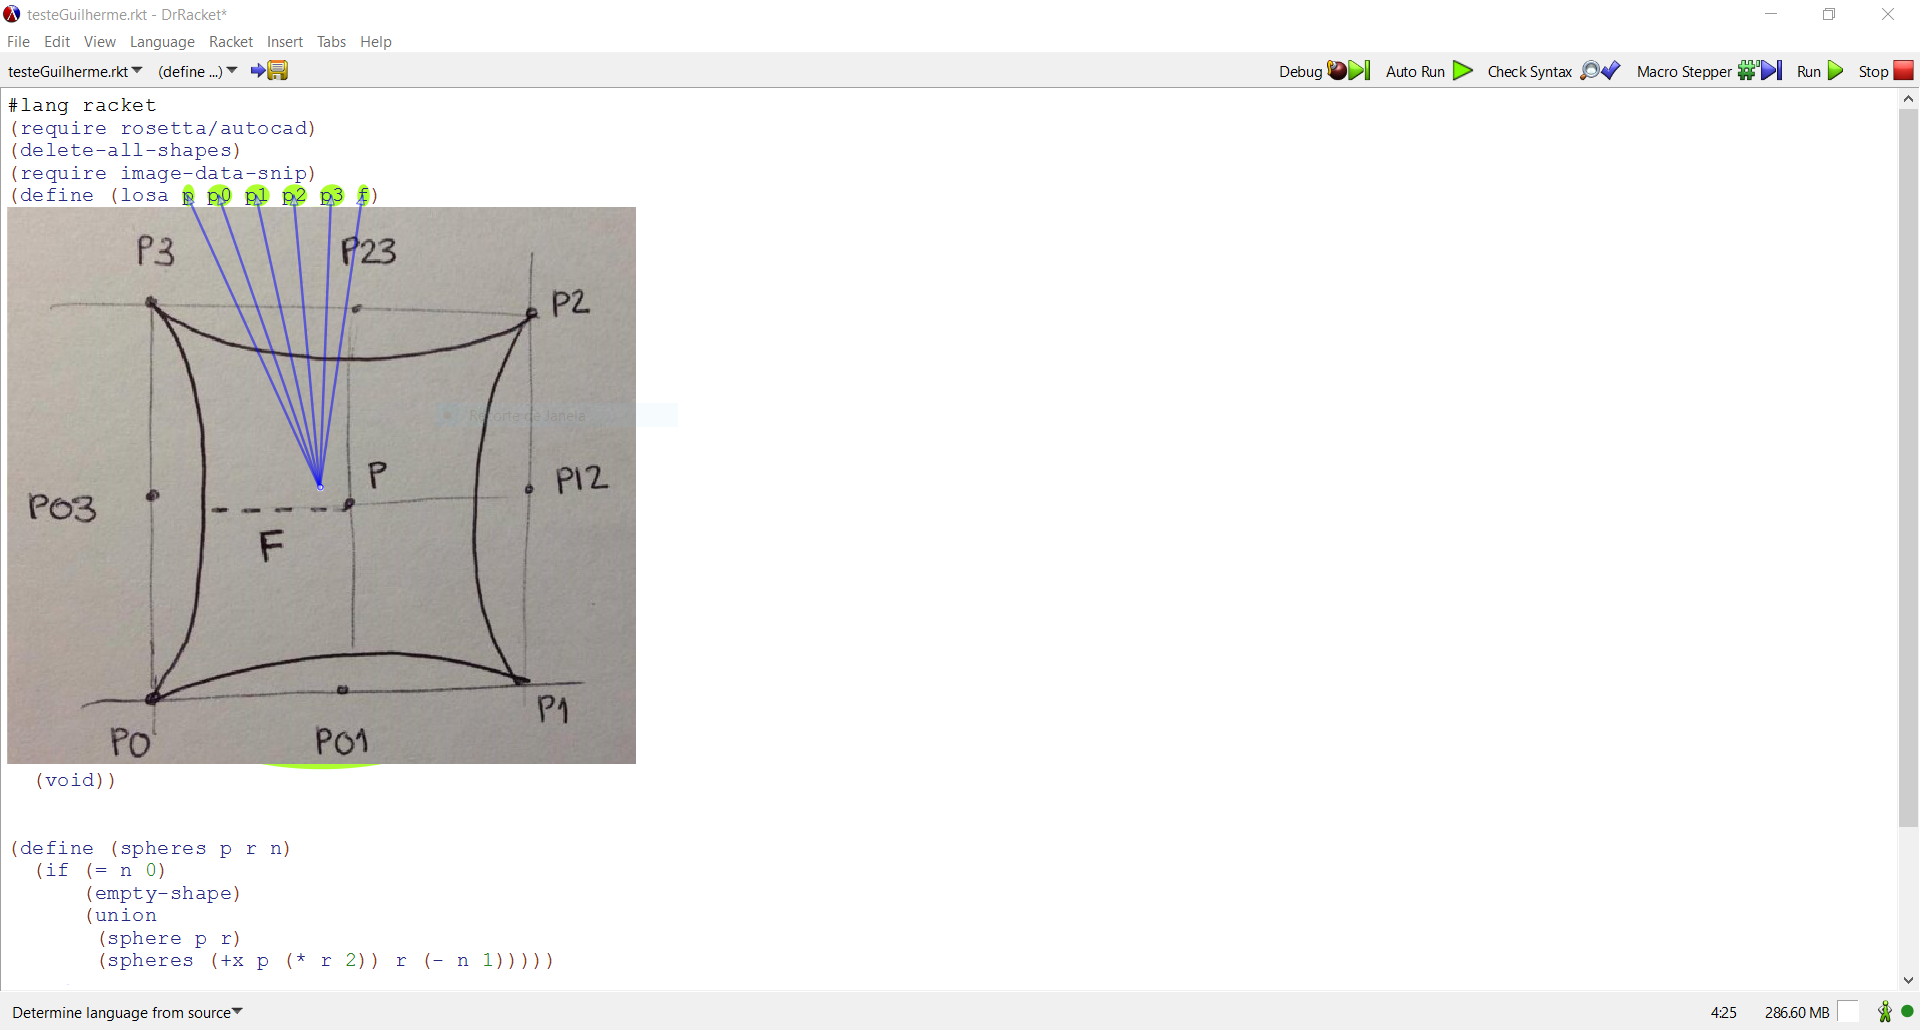 testeGuilherme.rkt - DrRacket*
File Edit View Language Racket Insert Tabs Help
testeGuilherme.rkt (define ...) Debug Auto Run Check Syntax Macro Stepper Run Stop
#lang racket
(require rosetta/autocad)
(delete-all-shapes)
(require image-data-snip)
(define (losa p p0 p1 p2 p3 f)
P3 P23
P2
Recorte de Janela
P P12
P03
F
P1
P0 P01
(void))
(define (spheres p r n)
(if (= n 0)
(empty-shape)
(union
(sphere p r)
(spheres (+x p (* r 2)) r (- n 1)))))
Determine language from source 4:25 286.60 MB